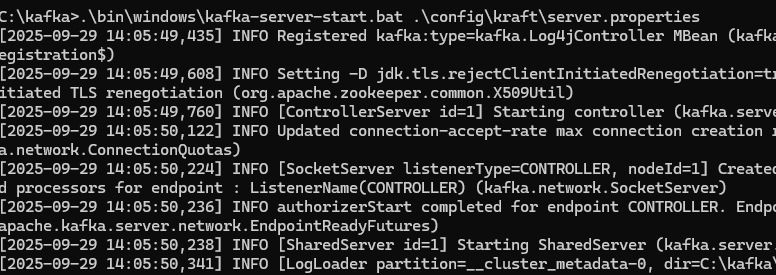 C:\kafka>.\bin\windows\kafka-server-start.bat .\config\kraft\server.properties
[2025-09-29 14:05:49,435] INFO Registered kafka:type=kafka.Log4jController MBean (kafka
egistration$)
[2025-09-29 14:05:49,608] INFO Setting -D jdk.tls.rejectClientInitiatedRenegotiation=tr
itiated TLS renegotiation (org.apache.zookeeper.common.X509Util)
[2025-09-29 14:05:49,760] INFO [ControllerServer id=1] Starting controller (kafka.serve
[2025-09-29 14:05:50,122] INFO Updated connection-accept-rate max connection creation r
a.network.ConnectionQuotas)
[2025-09-29 14:05:50,224] INFO [SocketServer listenerType=CONTROLLER, nodeId=1] Created
d processors for endpoint : ListenerName(CONTROLLER) (kafka.network.SocketServer)
[2025-09-29 14:05:50,236] INFO authorizerStart completed for endpoint CONTROLLER. Endpo
apache.kafka.server.network.EndpointReadyFutures)
[2025-09-29 14:05:50,238] INFO [SharedServer id=1] Starting SharedServer (kafka.server.
[2025-09-29 14:05:50,341] INFO [LogLoader partition=__cluster_metadata-0, dir=C:\kafka\